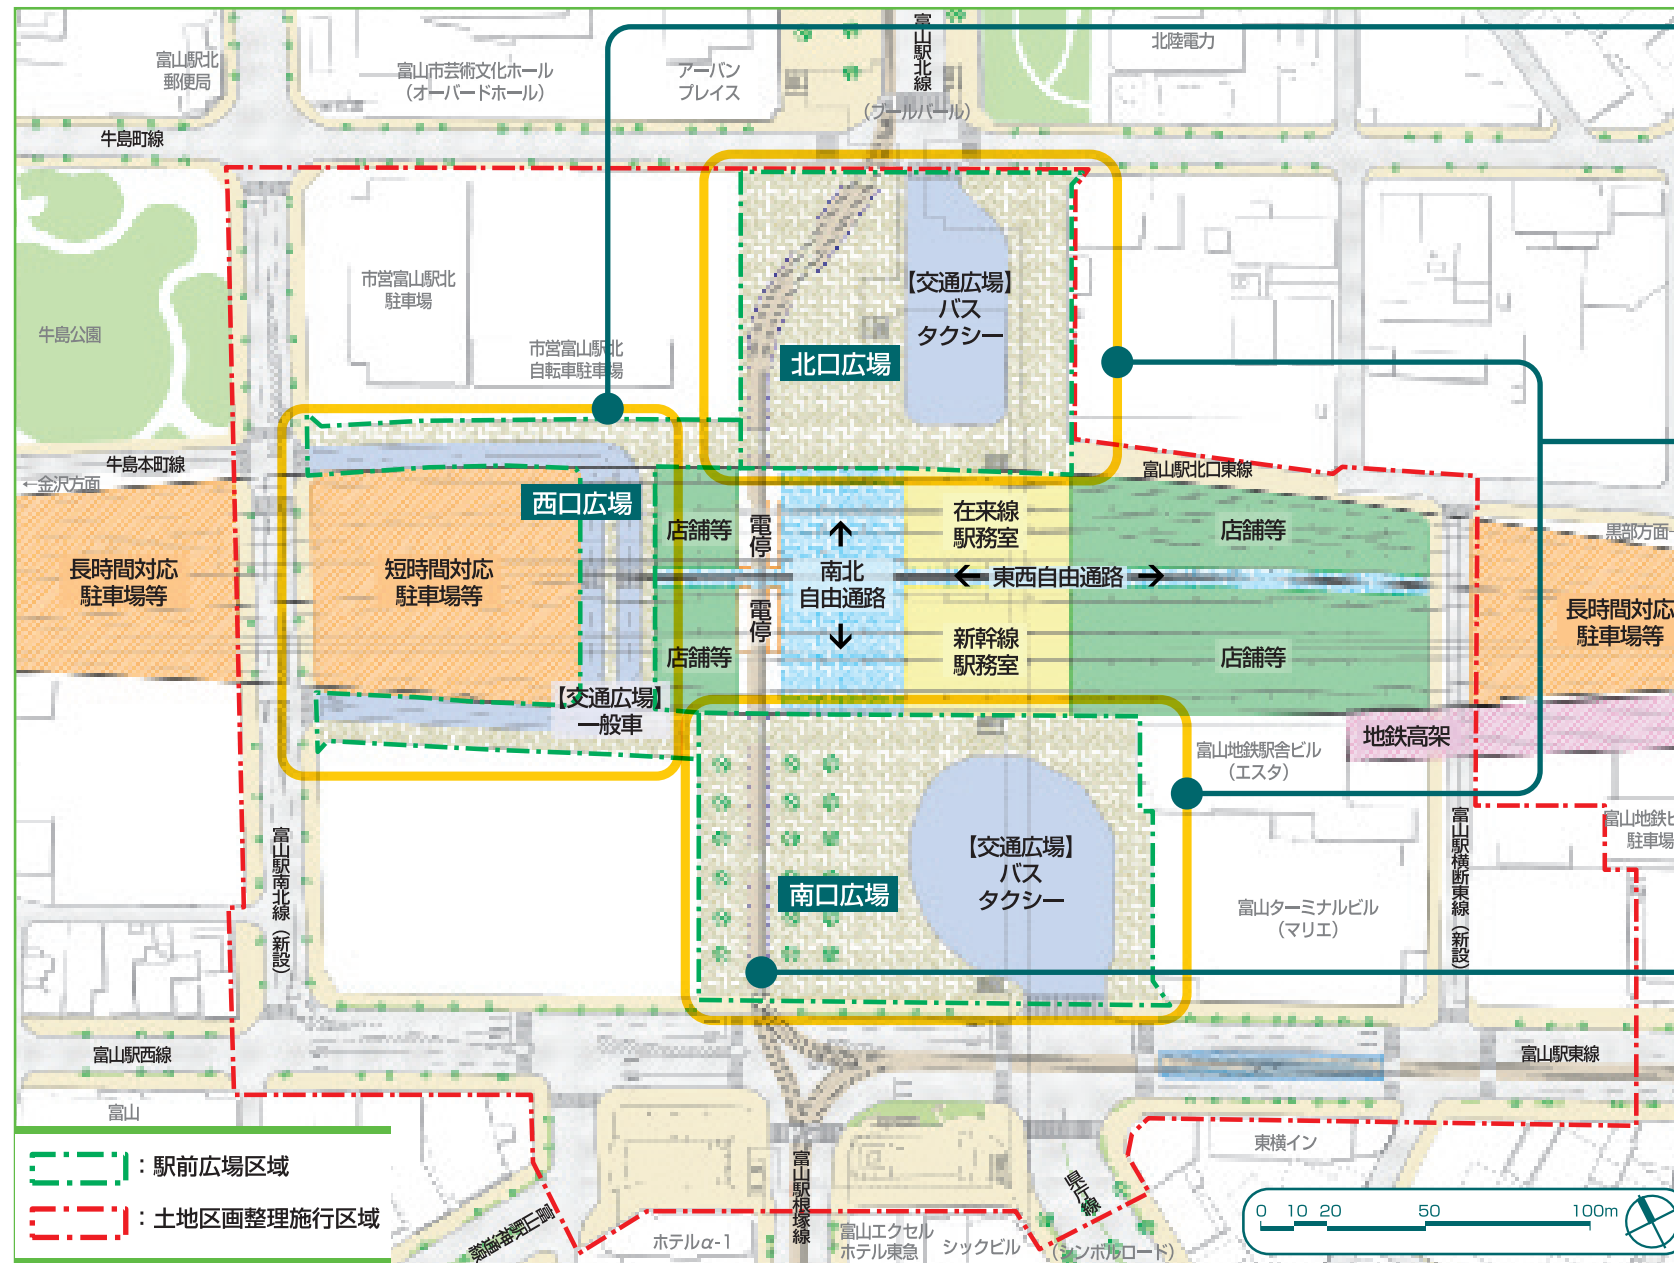 富山駅北
郵便局
富山市芸術文化ホール
（オーバードホール）
アーバン
プレイス
富山駅北線
（ブールバール）
北陸電力
牛島町線
市営富山駅北
駐車場
市営富山駅北
自転車駐車場
牛島公園
【交通広場】
バス
タクシー
北口広場
牛島本町線
←金沢方面
富山駅北口東線
黒部方面
西口広場
店舗等
電停
在来線
駅務室
店舗等
長時間対応
駐車場等
短時間対応
駐車場等
南北
自由通路
← 東西自由通路 →
長時間対応
駐車場等
店舗等
電停
新幹線
駅務室
店舗等
【交通広場】
一般車
地鉄高架
富山地鉄駅舎ビル
（エスタ）
富山駅南北線（新設）
南口広場
【交通広場】
バス
タクシー
富山駅横断東線（新設）
富山地鉄ビ
駐車場
富山ターミナルビル
（マリエ）
富山駅西線
富山駅東線
富山
東横イン
富山駅根塚線
県庁線
（シンボルロード）
富山駅神通線
ホテルα-1
富山エクセル
ホテル東急
シックビル
：駅前広場区域
：土地区画整理施行区域
0 10 20 50 100m